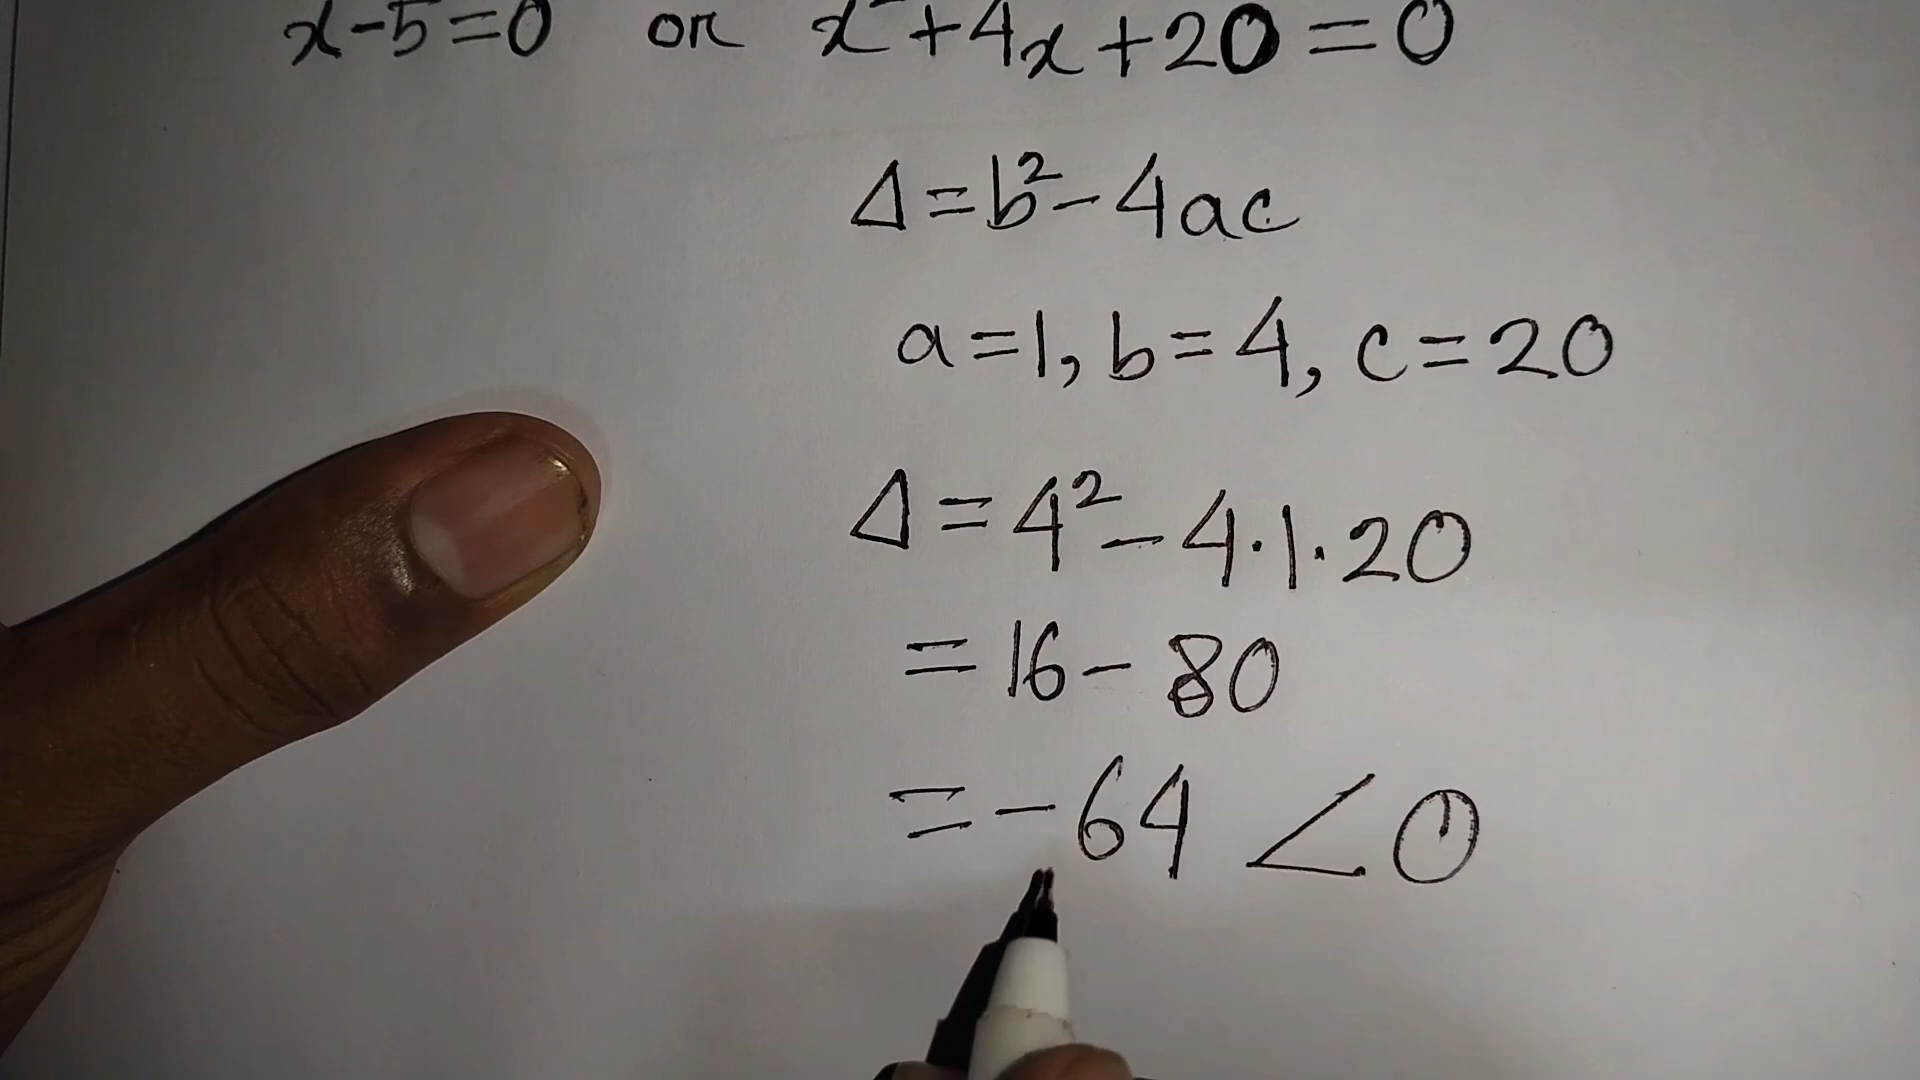 x-5=0 or x²+4x+20=0
Δ=b²-4ac
a=1, b=4, c=20
Δ=4²-4·1·20
=16-80
=-64<0